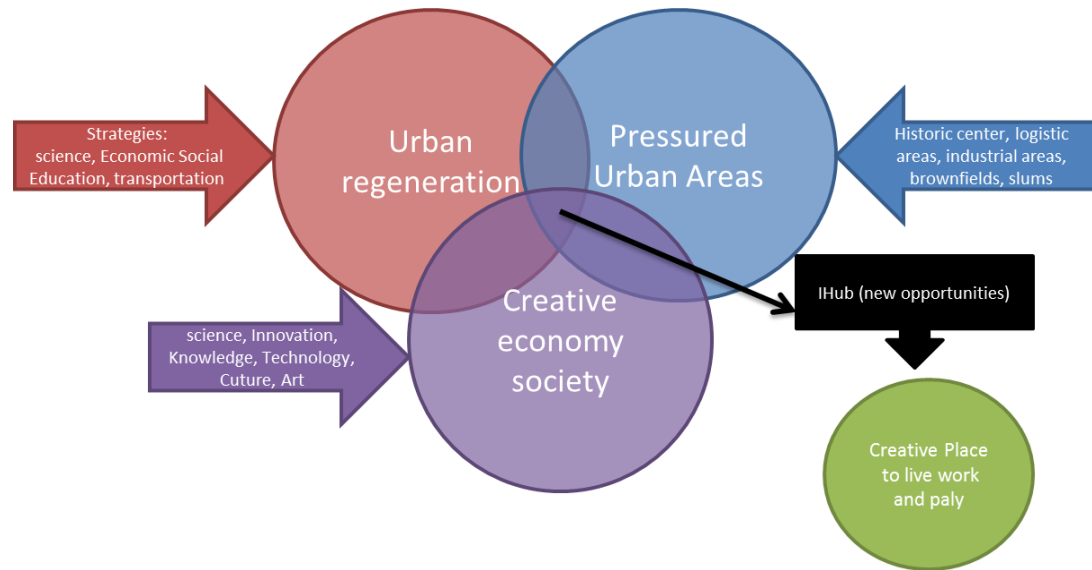 Strategies:
science, Economic Social
Education, transportation
Urban
regeneration
Pressured
Urban Areas
Historic center, logistic
areas, industrial areas,
brownfields, slums
science, Innovation,
Knowledge, Technology,
Cuture, Art
Creative
economy
society
IHub (new opportunities)
Creative Place
to live work
and paly